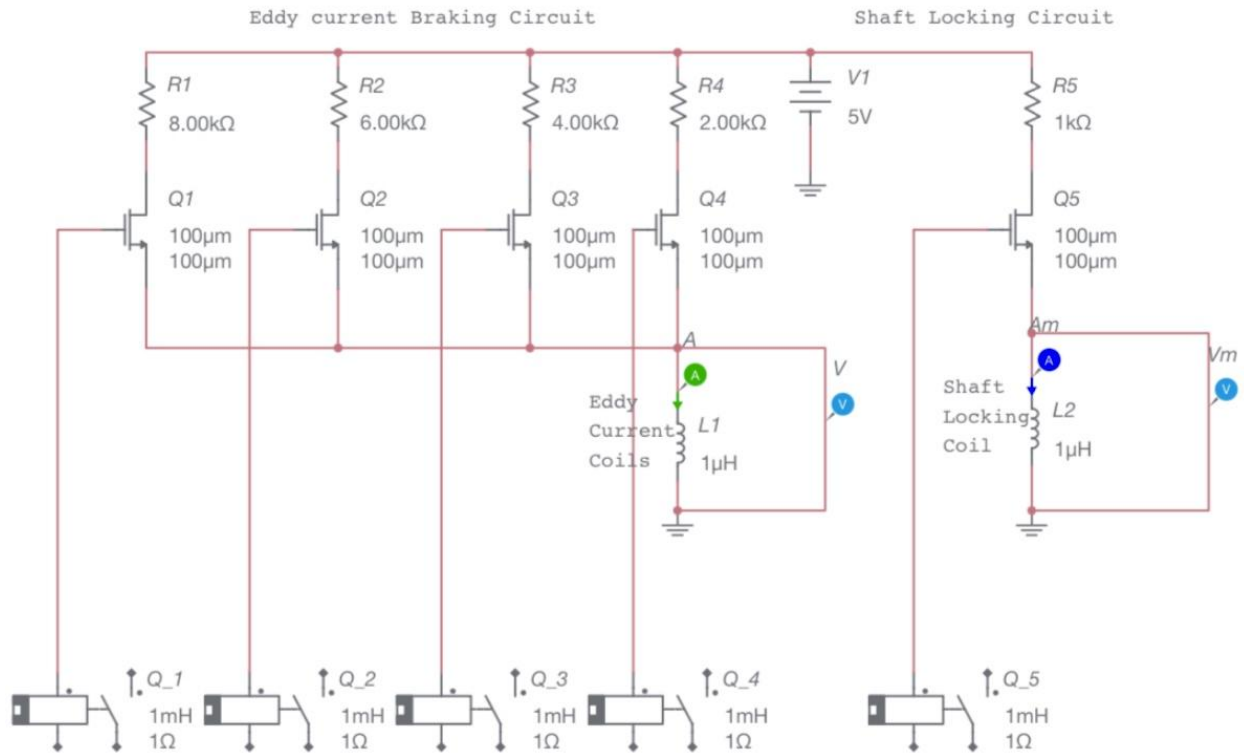 Eddy current Braking Circuit
Shaft Locking Circuit
R1
8.00kΩ
R2
6.00kΩ
R3
4.00kΩ
R4
2.00kΩ
V1
5V
R5
1kΩ
Q1
100µm
100µm
Q2
100µm
100µm
Q3
100µm
100µm
Q4
100µm
100µm
Q5
100µm
100µm
A
A
V
V
Eddy
Current
Coils
L1
1µH
Am
A
Vm
V
Shaft
Locking
Coil
L2
1µH
Q_1
1mH
1Ω
Q_2
1mH
1Ω
Q_3
1mH
1Ω
Q_4
1mH
1Ω
Q_5
1mH
1Ω